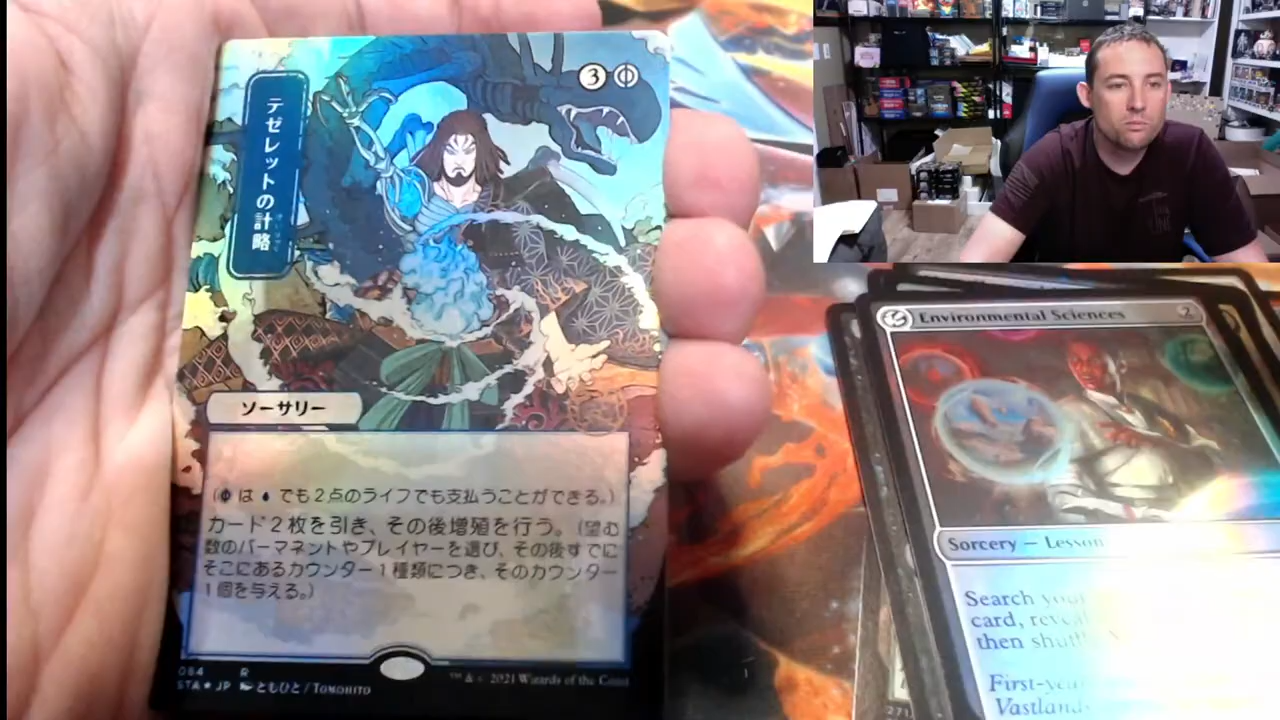 3
テゼレットの計略
ソーサリー
(は でも2点のライフでも支払うことができる。)
カード2枚を引き、その後増殖を行う。(望む
数のパーマネントやプレイヤーを選び、その後すでに
そこにあるカウンター1種類につき、そのカウンター
1個を与える。)
064 R
STA★JP ともひと/TOMOHITO
™ & © 2021 Wizards of the Coast
Environmental Sciences 2
Sorcery — Lesson
Search your
card, reveal
then shuffle
First-year
Vastland
271